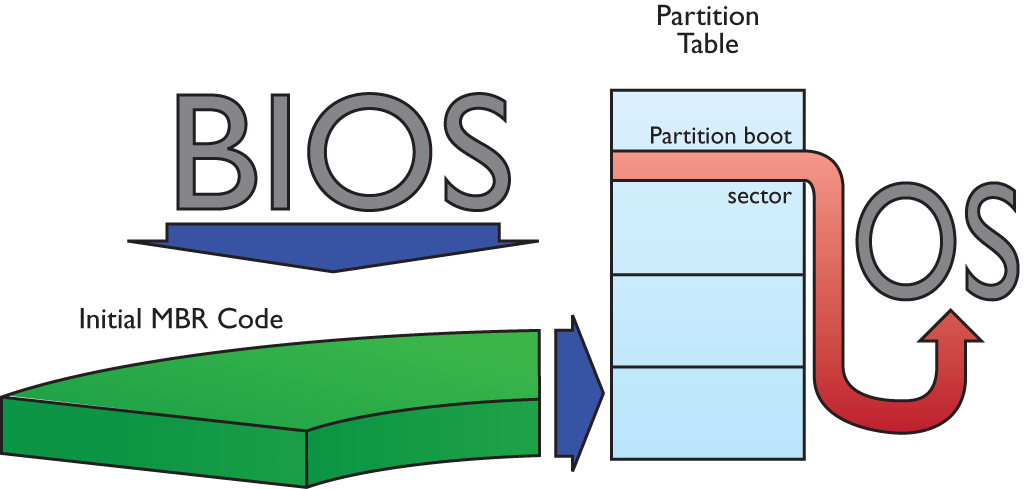 Partition
Table
BIOS
Partition boot
sector
OS
Initial MBR Code